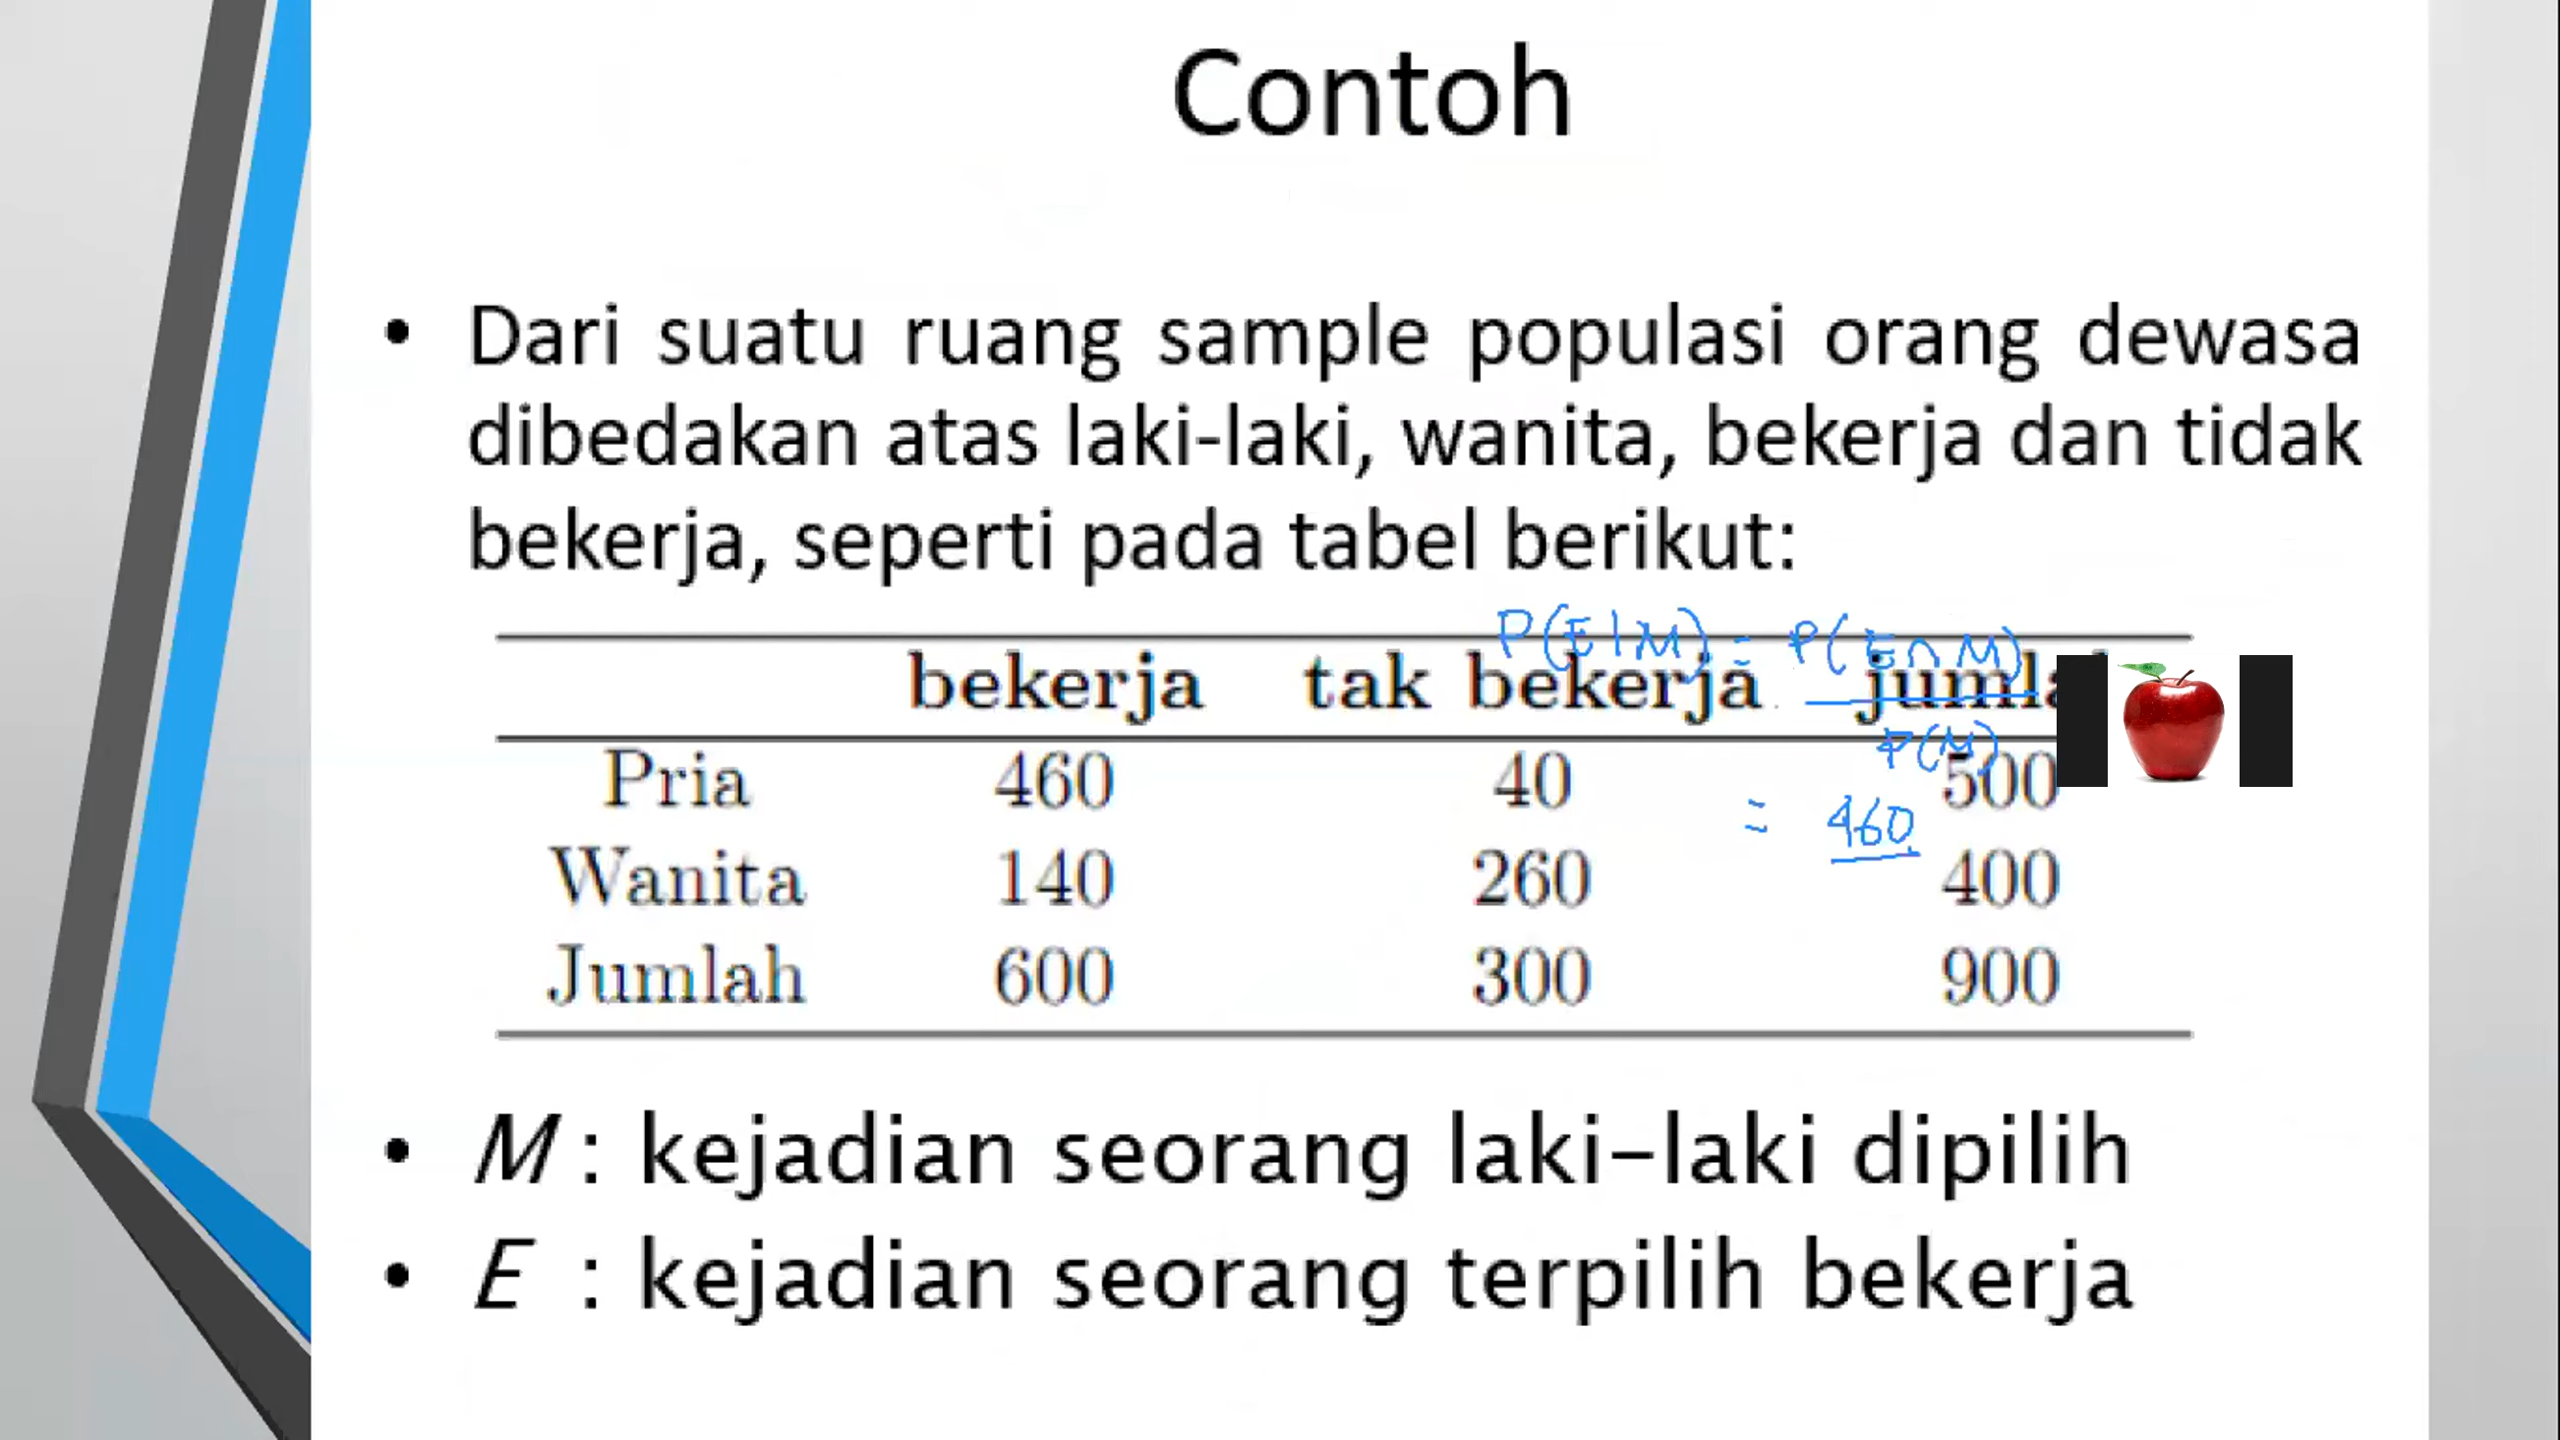 Contoh
• Dari suatu ruang sample populasi orang dewasa
dibedakan atas laki-laki, wanita, bekerja dan tidak
bekerja, seperti pada tabel berikut:
P(E|M) = P(E∩M)
bekerja tak bekerja
P(M)
Pria 460 40 500
= 460
Wanita 140 260 400
Jumlah 600 300 900
• M : kejadian seorang laki-laki dipilih
• E : kejadian seorang terpilih bekerja